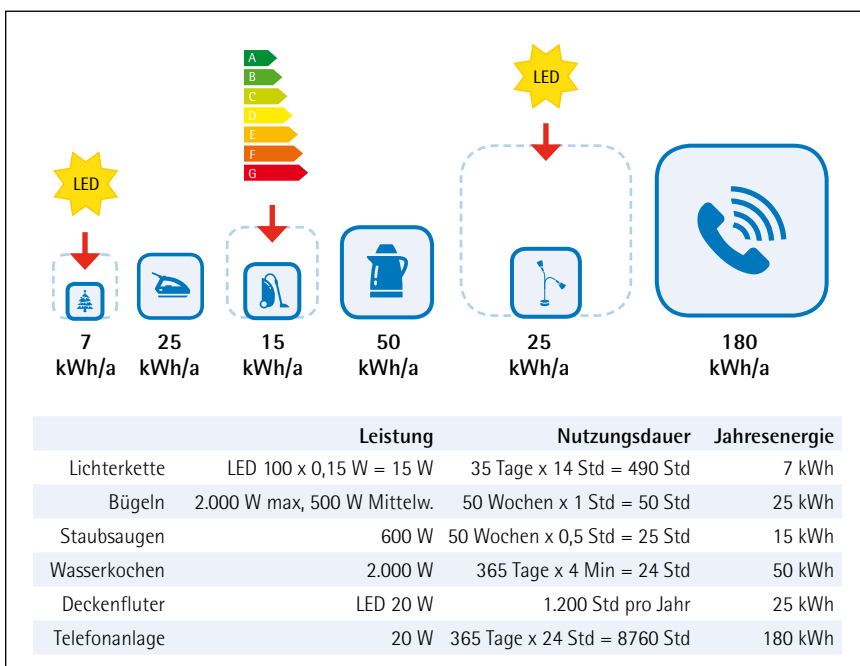 A
B
C
D
E
F
G
LED
LED
7 25 15 50 25 180
kWh/a kWh/a kWh/a kWh/a kWh/a kWh/a
Leistung Nutzungsdauer Jahresenergie
Lichterkette LED 100 x 0,15 W = 15 W 35 Tage x 14 Std = 490 Std 7 kWh
Bügeln 2.000 W max, 500 W Mittelw. 50 Wochen x 1 Std = 50 Std 25 kWh
Staubsaugen 600 W 50 Wochen x 0,5 Std = 25 Std 15 kWh
Wasserkochen 2.000 W 365 Tage x 4 Min = 24 Std 50 kWh
Deckenfluter LED 20 W 1.200 Std pro Jahr 25 kWh
Telefonanlage 20 W 365 Tage x 24 Std = 8760 Std 180 kWh